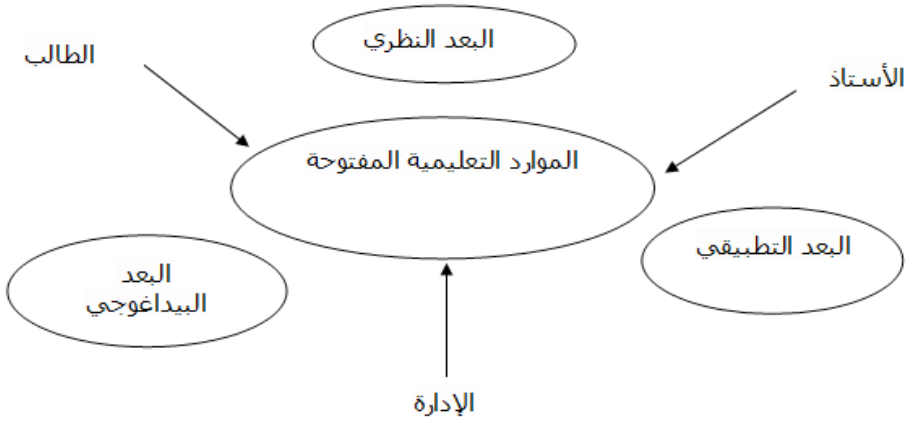 البعد النظري
الطالب
الأستاذ
الموارد التعليمية المفتوحة
البعد التطبيقي
البعد
البيداغوجي
الإدارة